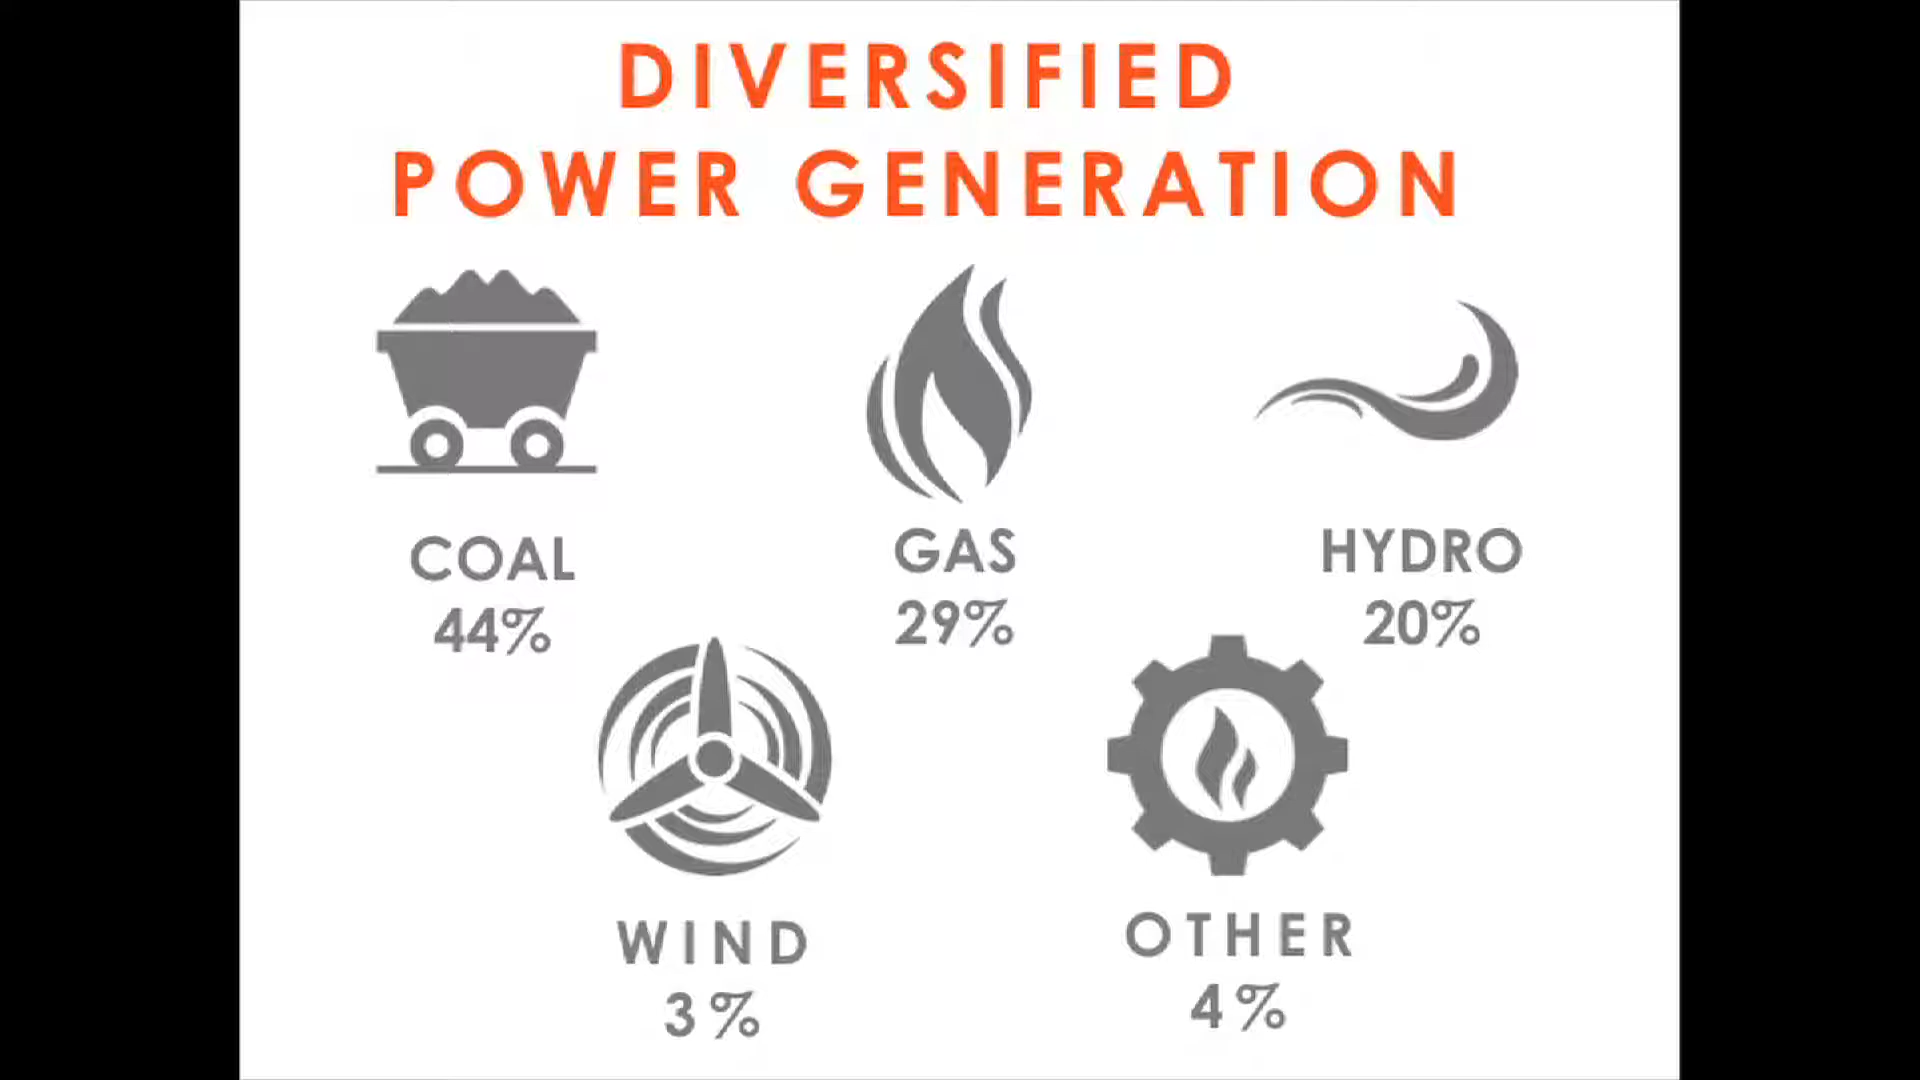 DIVERSIFIED
POWER GENERATION
COAL
44%
GAS
29%
HYDRO
20%
WIND
3%
OTHER
4%